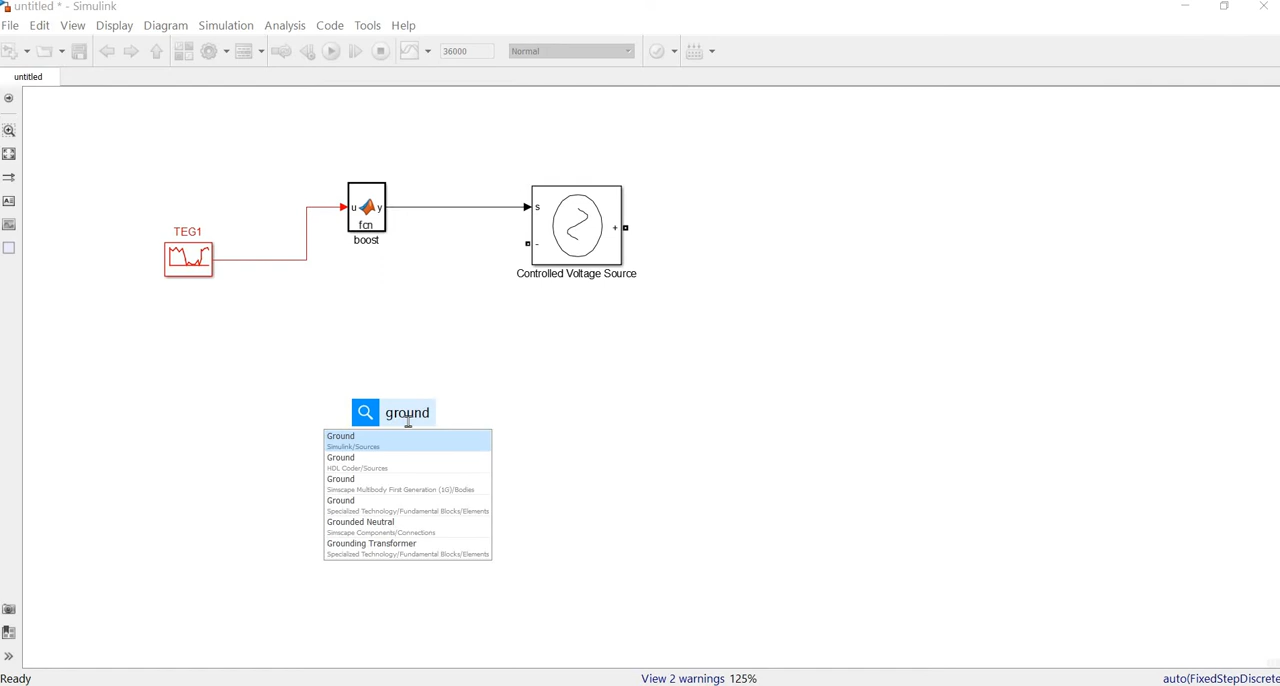 untitled * - Simulink
File Edit View Display Diagram Simulation Analysis Code Tools Help
36000 Normal
untitled
TEG1
u y
fcn
boost
s
+
-
Controlled Voltage Source
ground
Ground
Simulink/Sources
Ground
HDL Coder/Sources
Ground
Simscape Multibody First Generation (1G)/Bodies
Ground
Specialized Technology/Fundamental Blocks/Elements
Grounded Neutral
Simscape Components/Connections
Grounding Transformer
Specialized Technology/Fundamental Blocks/Elements
Ready View 2 warnings 125% auto(FixedStepDiscrete